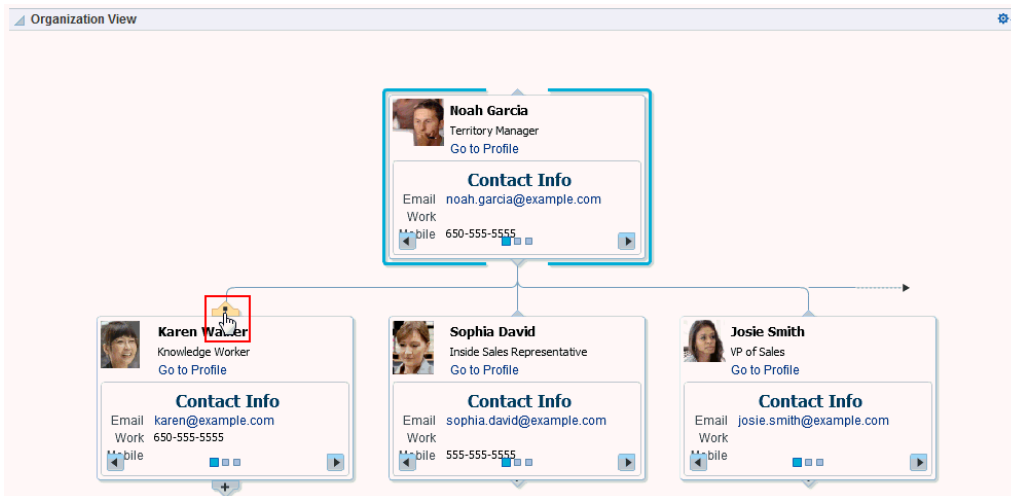 Organization View
Noah Garcia
Territory Manager
Go to Profile
Contact Info
Email noah.garcia@example.com
Work
Mobile 650-555-5555
Karen
Knowledge Worker
Go to Profile
Contact Info
Email karen@example.com
Work 650-555-5555
Mobile
Sophia David
Inside Sales Representative
Go to Profile
Contact Info
Email sophia.david@example.com
Work
Mobile 555-555-5555
Josie Smith
VP of Sales
Go to Profile
Contact Info
Email josie.smith@example.com
Work
Mobile